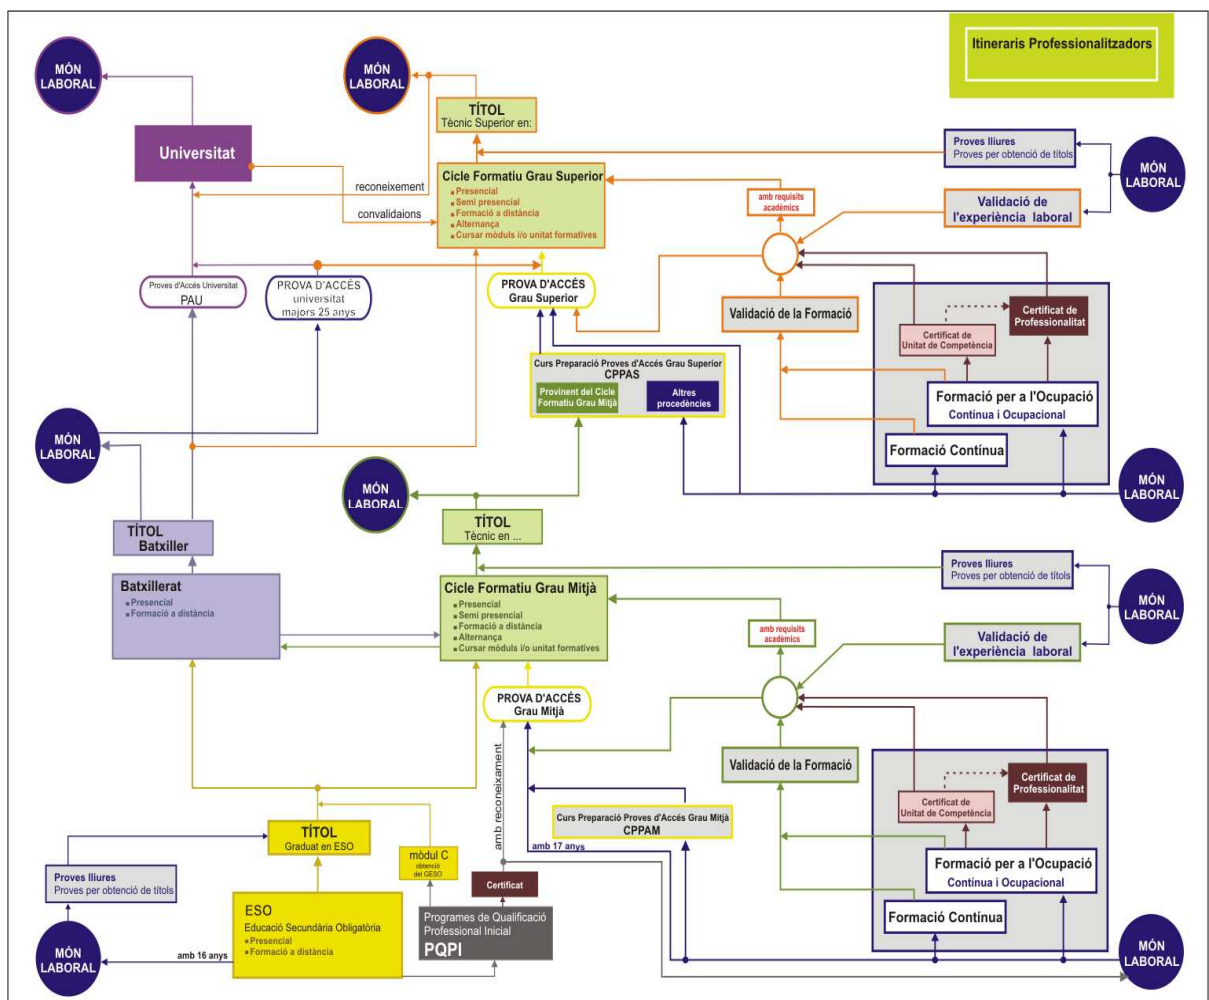 Itineraris Professionalitzadors
MÓN
LABORAL
MÓN
LABORAL
TÍTOL
Tècnic Superior en:
Universitat
Proves lliures
Proves per obtenció de títols
MÓN
LABORAL
Cicle Formatiu Grau Superior
Presencial
Semi presencial
Formació a distància
Alternança
Cursar mòduls i/o unitat formatives
reconeixement
convalidaions
amb requisits
acadèmics
Validació de
l'experiència laboral
Proves d'Accés Universitat
PAU
PROVA D'ACCÈS
universitat
majors 25 anys
PROVA D'ACCÈS
Grau Superior
Validació de la Formació
Certificat de
Professionalitat
Certificat de
Unitat de Competència
Curs Preparació Proves d'Accés Grau Superior
CPPAS
Provinent del Cicle
Formatiu Grau Mitjà
Altres
procedències
Formació per a l'Ocupació
Contínua i Ocupacional
Formació Contínua
MÓN
LABORAL
MÓN
LABORAL
MÓN
LABORAL
TÍTOL
Batxiller
TÍTOL
Tècnic en ...
Proves lliures
Proves per obtenció de títols
MÓN
LABORAL
Batxillerat
Presencial
Formació a distància
Cicle Formatiu Grau Mitjà
Presencial
Semi presencial
Formació a distància
Alternança
Cursar mòduls i/o unitat formatives
amb requisits
acadèmics
Validació de
l'experiència laboral
PROVA D'ACCÉS
Grau Mitjà
Validació de la Formació
Certificat de
Professionalitat
Certificat de
Unitat de Competència
amb reconeixament
Curs Preparació Proves d'Accés Grau Mitjà
CPPAM
amb 17 anys
TÍTOL
Graduat en ESO
mòdul C
obtenció
del GESO
Certificat
Formació per a l'Ocupació
Contínua i Ocupacional
Formació Contínua
Proves lliures
Proves per obtenció de títols
ESO
Educació Secundària Obligatòria
Presencial
Formació a distància
Programes de Qualificació
Professional Inicial
PQPI
amb 16 anys
MÓN
LABORAL
MÓN
LABORAL